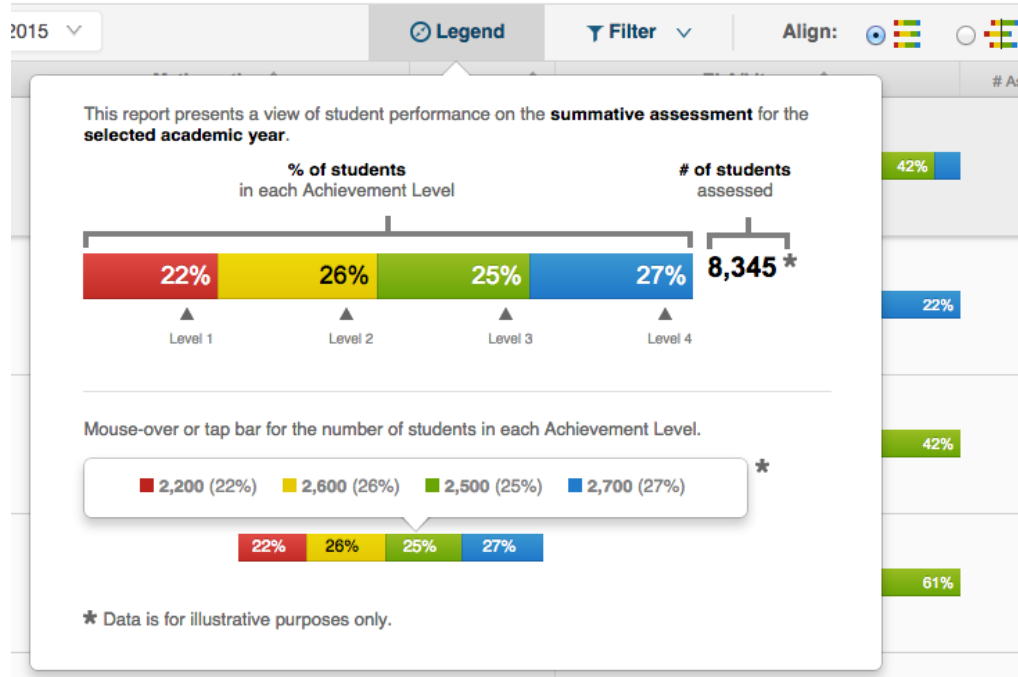 2015
Legend
Filter
Align:
# As
This report presents a view of student performance on the summative assessment for the
selected academic year.
% of students
in each Achievement Level
# of students
assessed
22% 26% 25% 27%
8,345 *
Level 1 Level 2 Level 3 Level 4
Mouse-over or tap bar for the number of students in each Achievement Level.
*
2,200 (22%) 2,600 (26%) 2,500 (25%) 2,700 (27%)
22% 26% 25% 27%
* Data is for illustrative purposes only.
42%
22%
42%
61%